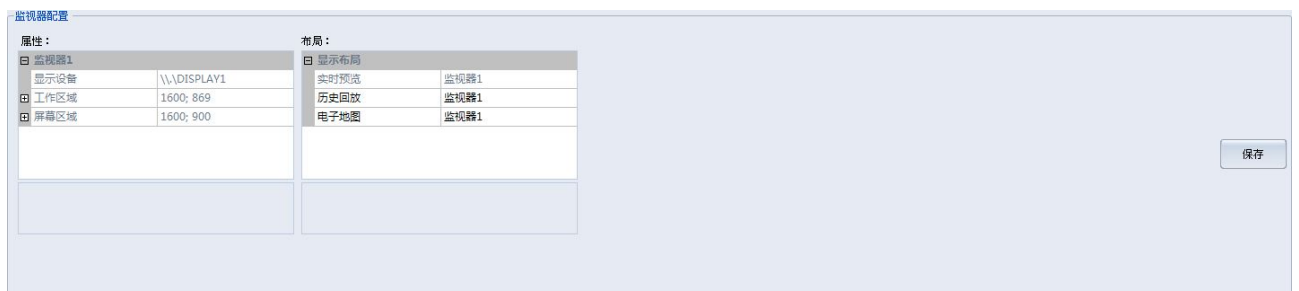 监视器配置
属性：
监视器1
显示设备 \\.\DISPLAY1
工作区域 1600; 869
屏幕区域 1600; 900
布局：
显示布局
实时预览 监视器1
历史回放 监视器1
电子地图 监视器1
保存